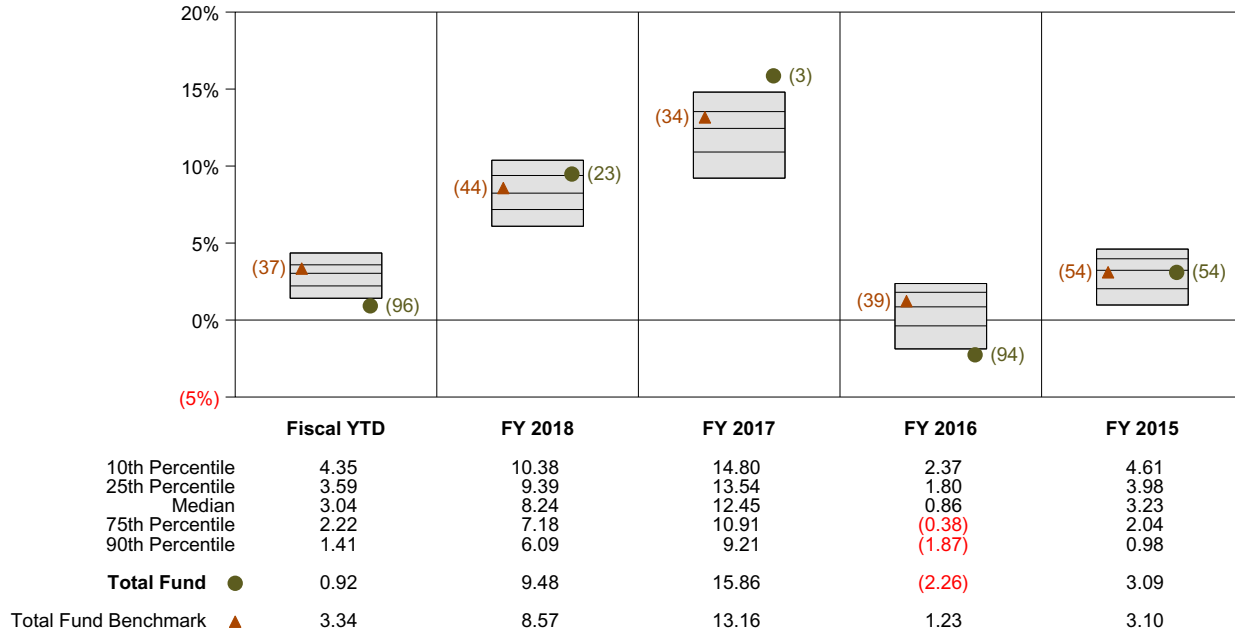 20%
15%
10%
5%
0%
(5%)
(37)
(96)
(44)
(23)
(34)
(3)
(39)
(94)
(54)
(54)
Fiscal YTD FY 2018 FY 2017 FY 2016 FY 2015
10th Percentile 4.35 10.38 14.80 2.37 4.61
25th Percentile 3.59 9.39 13.54 1.80 3.98
Median 3.04 8.24 12.45 0.86 3.23
75th Percentile 2.22 7.18 10.91 (0.38) 2.04
90th Percentile 1.41 6.09 9.21 (1.87) 0.98
Total Fund 0.92 9.48 15.86 (2.26) 3.09
Total Fund Benchmark 3.34 8.57 13.16 1.23 3.10